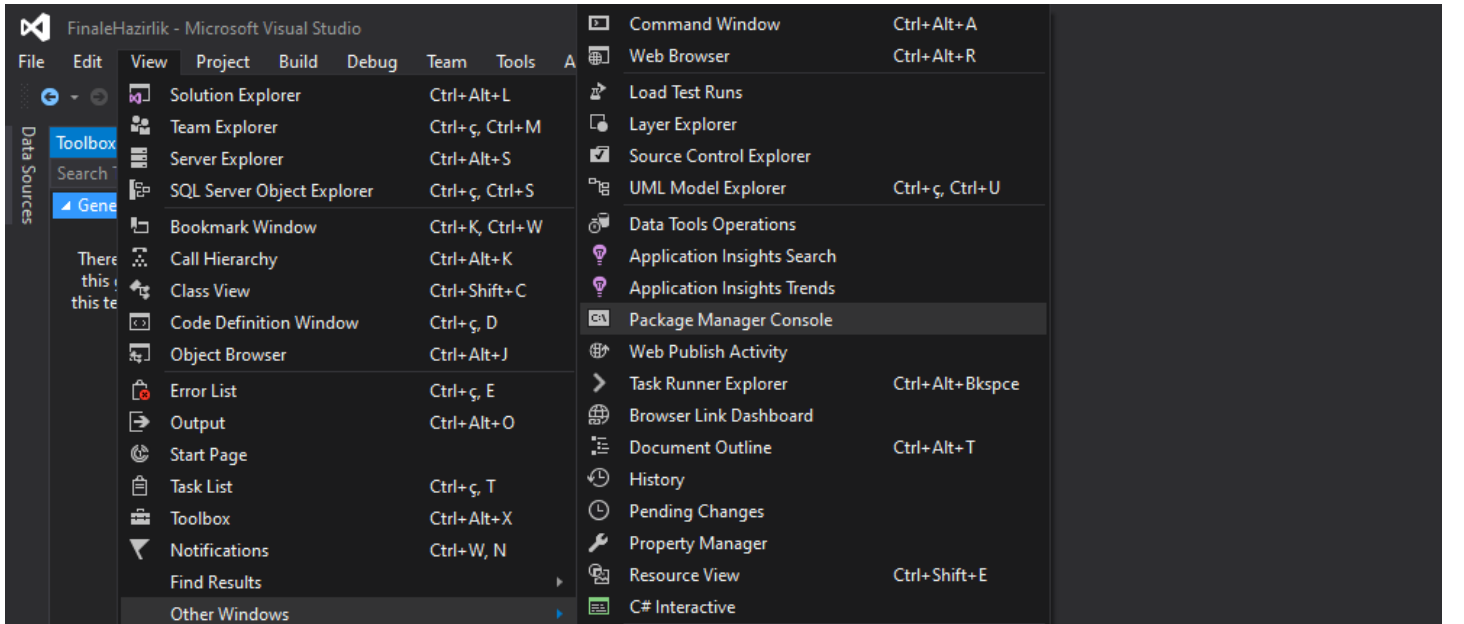 FinaleHazirlik - Microsoft Visual Studio
File Edit View Project Build Debug Team Tools A
Data Sources
Toolbox
Search
Gene
There
this
this te
Solution Explorer Ctrl+Alt+L
Team Explorer Ctrl+ç, Ctrl+M
Server Explorer Ctrl+Alt+S
SQL Server Object Explorer Ctrl+ç, Ctrl+S
Bookmark Window Ctrl+K, Ctrl+W
Call Hierarchy Ctrl+Alt+K
Class View Ctrl+Shift+C
Code Definition Window Ctrl+ç, D
Object Browser Ctrl+Alt+J
Error List Ctrl+ç, E
Output Ctrl+Alt+O
Start Page
Task List Ctrl+ç, T
Toolbox Ctrl+Alt+X
Notifications Ctrl+W, N
Find Results
Other Windows
Command Window Ctrl+Alt+A
Web Browser Ctrl+Alt+R
Load Test Runs
Layer Explorer
Source Control Explorer
UML Model Explorer Ctrl+ç, Ctrl+U
Data Tools Operations
Application Insights Search
Application Insights Trends
Package Manager Console
Web Publish Activity
Task Runner Explorer Ctrl+Alt+Bkspce
Browser Link Dashboard
Document Outline Ctrl+Alt+T
History
Pending Changes
Property Manager
Resource View Ctrl+Shift+E
C# Interactive